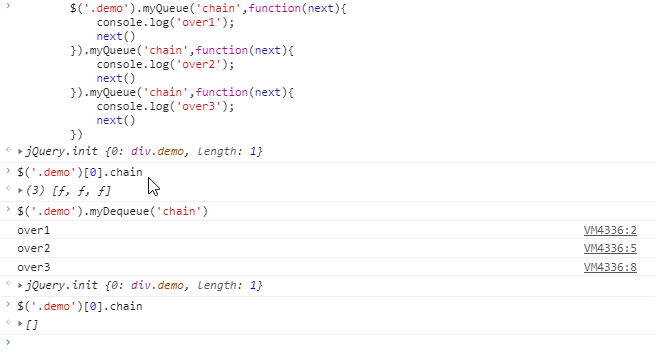 $('.demo').myQueue('chain',function(next){
console.log('over1');
next()
}).myQueue('chain',function(next){
console.log('over2');
next()
}).myQueue('chain',function(next){
console.log('over3');
next()
})
jQuery.init {0: div.demo, length: 1}
$('.demo')[0].chain
(3) [f, f, f]
$('.demo').myDequeue('chain')
over1 VM4336:2
over2 VM4336:5
over3 VM4336:8
jQuery.init {0: div.demo, length: 1}
$('.demo')[0].chain
[]